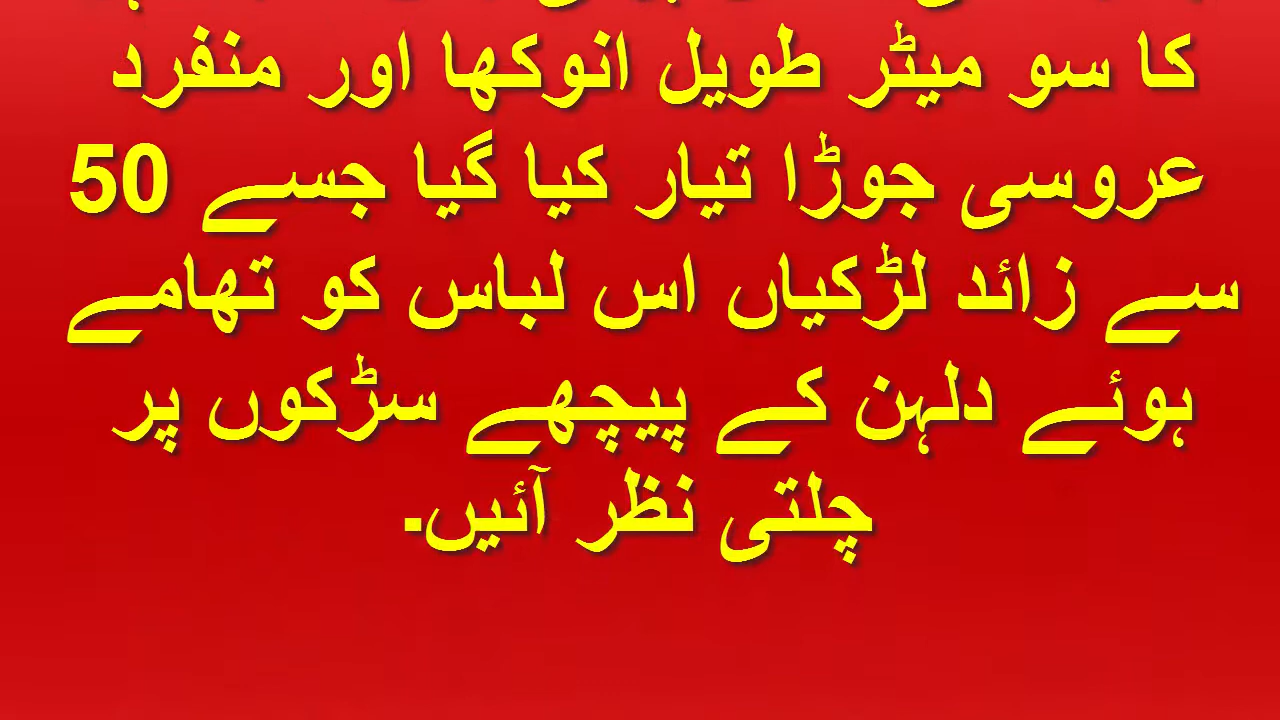 کا سو میٹر طویل انوکھا اور منفرد
عروسی جوڑا تیار کیا گیا جسے 50
سے زائد لڑکیاں اس لباس کو تھامے
ہوئے دلہن کے پیچھے سڑکوں پر
چلتی نظر آئیں۔